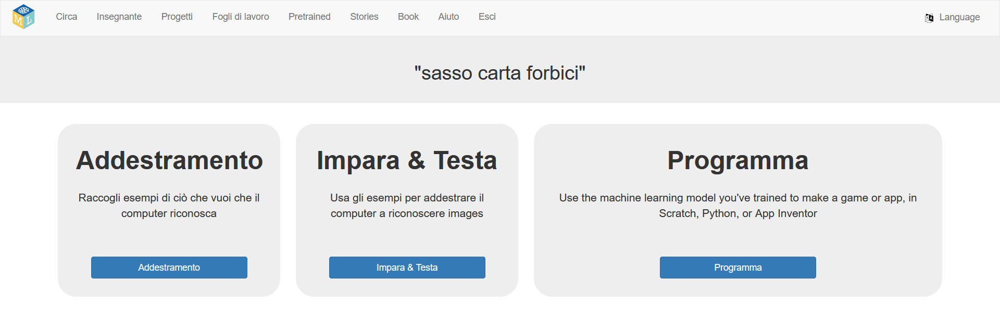 M L
Circa Insegnante Progetti Fogli di lavoro Pretrained Stories Book Aiuto Esci Language
"sasso carta forbici"
Addestramento
Raccogli esempi di ciò che vuoi che il
computer riconosca
Addestramento
Impara & Testa
Usa gli esempi per addestrare il
computer a riconoscere images
Impara & Testa
Programma
Use the machine learning model you've trained to make a game or app, in
Scratch, Python, or App Inventor
Programma